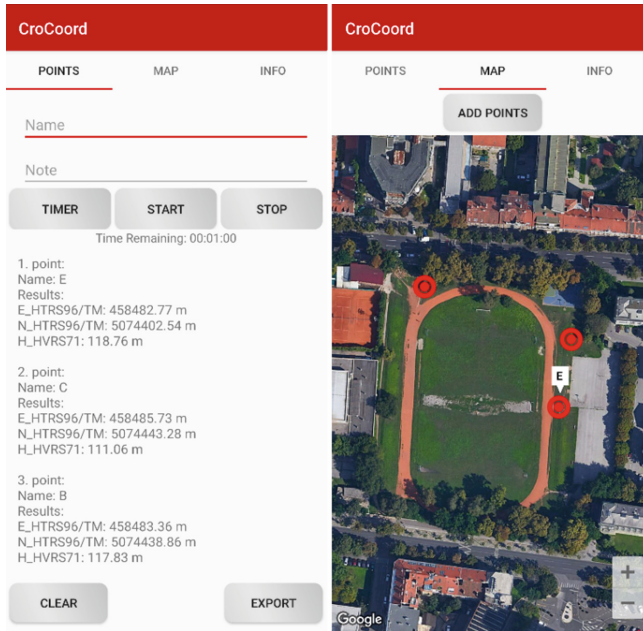 CroCoord
POINTS MAP INFO
Name
Note
TIMER START STOP
Time Remaining: 00:01:00
1. point:
Name: E
Results:
E_HTRS96/TM: 458482.77 m
N_HTRS96/TM: 5074402.54 m
H_HVRS71: 118.76 m
2. point:
Name: C
Results:
E_HTRS96/TM: 458485.73 m
N_HTRS96/TM: 5074443.28 m
H_HVRS71: 111.06 m
3. point:
Name: B
Results:
E_HTRS96/TM: 458483.36 m
N_HTRS96/TM: 5074438.86 m
H_HVRS71: 117.83 m
CLEAR EXPORT
CroCoord
POINTS MAP INFO
ADD POINTS
E
+
−
Google